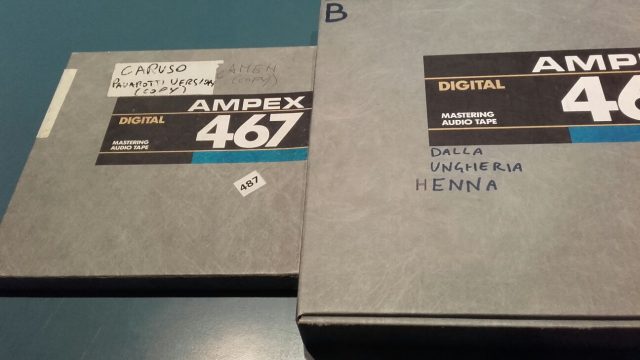 CARUSO
PAVAROTTI VERSION
(COPY)
AMEN
(COPY)
AMPEX
DIGITAL
467
MASTERING
AUDIO TAPE
487
B
AMPEX
DIGITAL
46
MASTERING
AUDIO TAPE
DALLA
UNGHERIA
HENNA